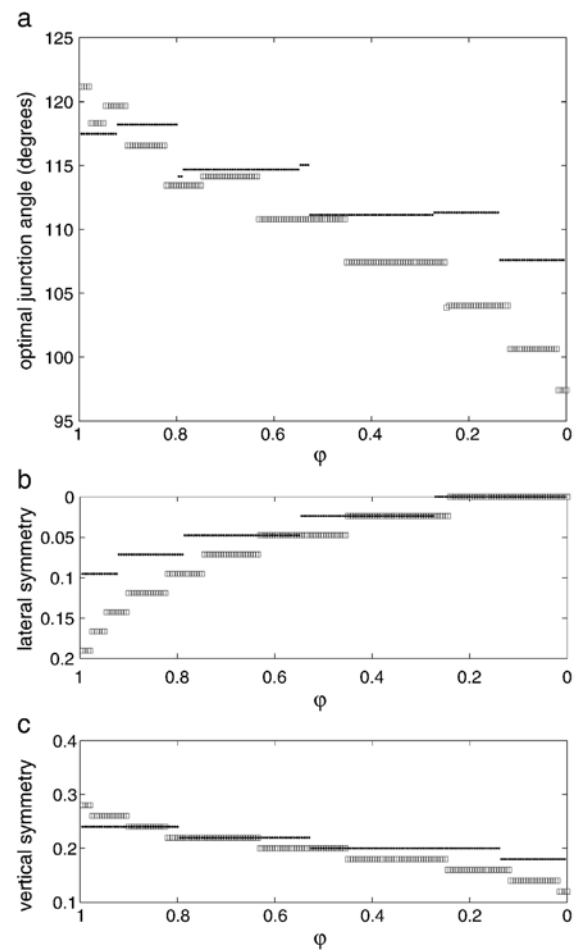 a
125
120
115
110
105
100
95
optimal junction angle (degrees)
1 0.8 0.6 0.4 0.2 0
φ
b
0
0.05
0.1
0.15
0.2
lateral symmetry
1 0.8 0.6 0.4 0.2 0
φ
c
0.4
0.3
0.2
0.1
vertical symmetry
1 0.8 0.6 0.4 0.2 0
φ